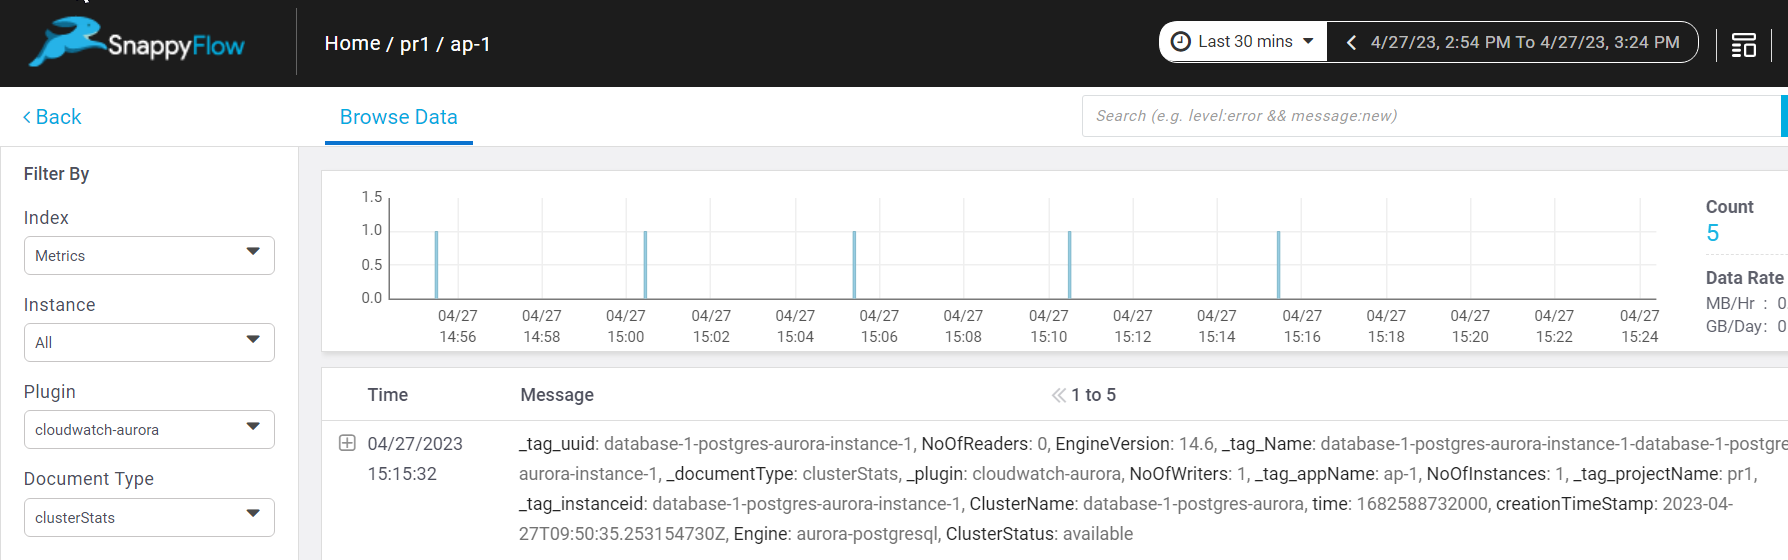 SnappyFlow
Home / pr1 / ap-1
Last 30 mins
4/27/23, 2:54 PM To 4/27/23, 3:24 PM
< Back
Browse Data
Search (e.g. level:error && message:new)
Filter By
Index
Metrics
Instance
All
Plugin
cloudwatch-aurora
Document Type
clusterStats
1.5
1.0
0.5
0.0
04/27 04/27 04/27 04/27 04/27 04/27 04/27 04/27 04/27 04/27 04/27 04/27 04/27 04/27 04/27
14:56 14:58 15:00 15:02 15:04 15:06 15:08 15:10 15:12 15:14 15:16 15:18 15:20 15:22 15:24
Count
5
Data Rate
MB/Hr : 0.
GB/Day: 0
Time Message 1 to 5
04/27/2023
15:15:32
_tag_uuid: database-1-postgres-aurora-instance-1, NoOfReaders: 0, EngineVersion: 14.6, _tag_Name: database-1-postgres-aurora-instance-1-database-1-postgre
aurora-instance-1, _documentType: clusterStats, _plugin: cloudwatch-aurora, NoOfWriters: 1, _tag_appName: ap-1, NoOfInstances: 1, _tag_projectName: pr1,
_tag_instanceid: database-1-postgres-aurora-instance-1, ClusterName: database-1-postgres-aurora, time: 1682588732000, creationTimeStamp: 2023-04-
27T09:50:35.253154730Z, Engine: aurora-postgresql, ClusterStatus: available